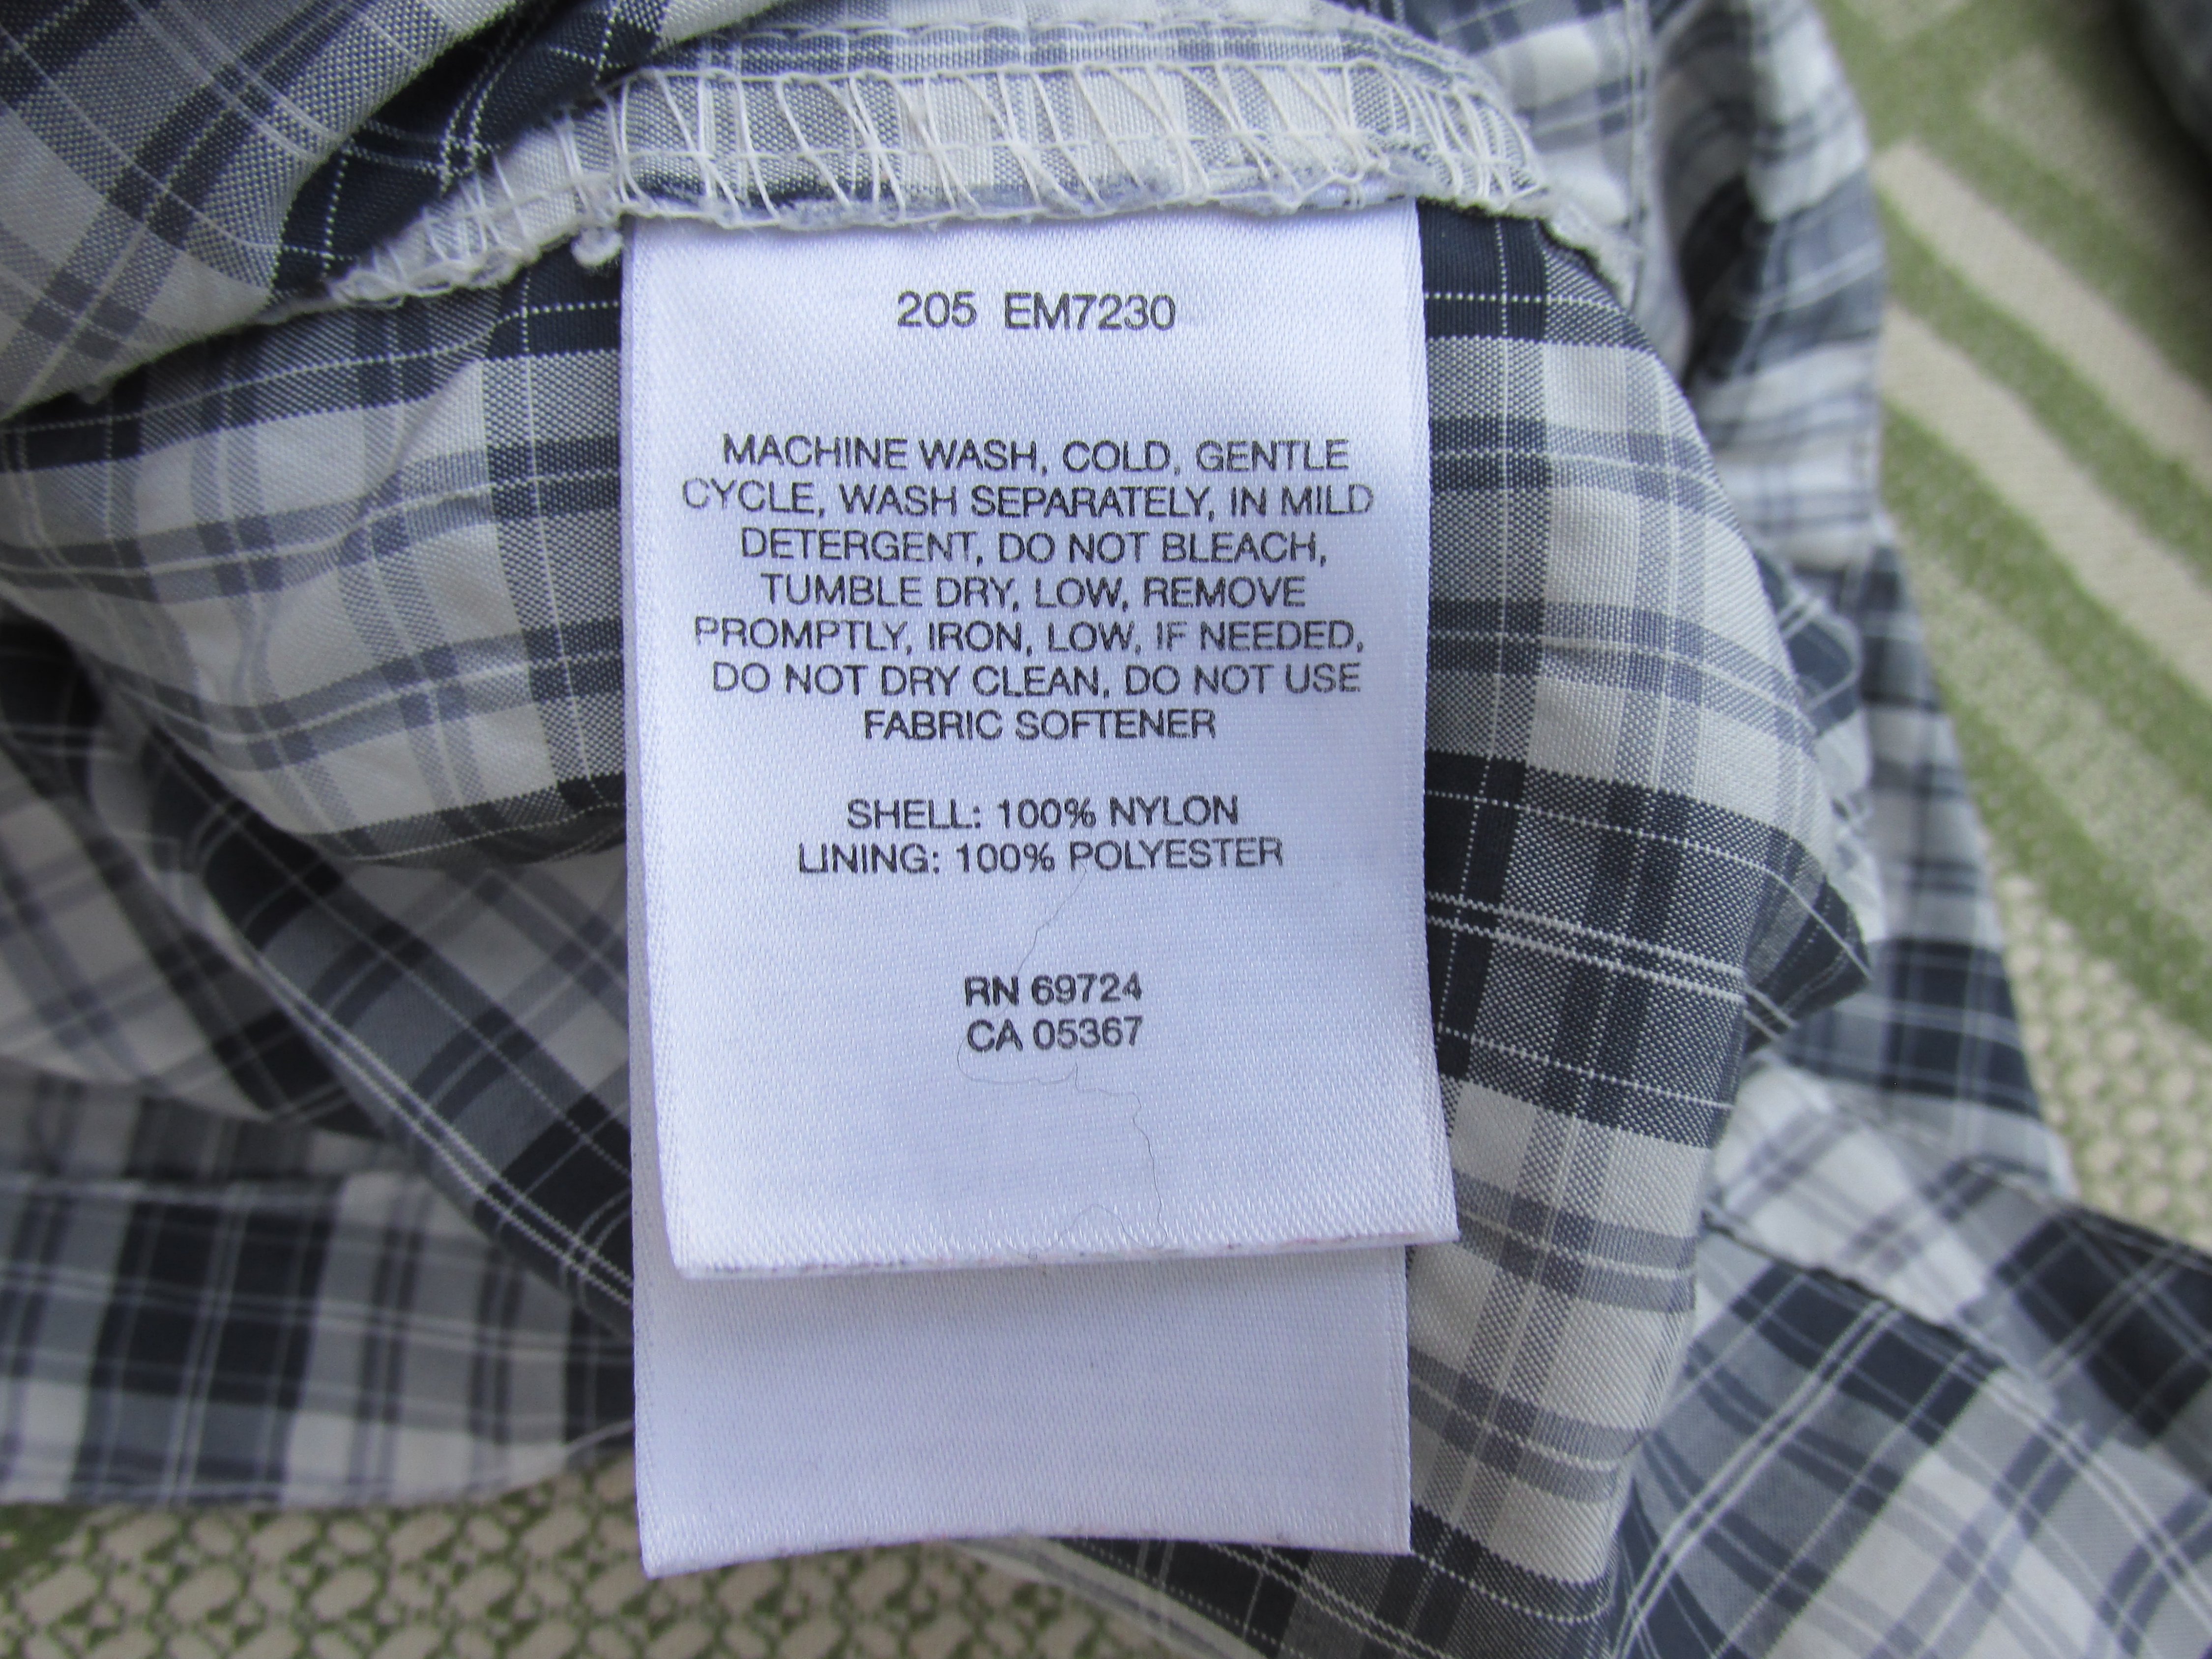 205 EM7230
MACHINE WASH, COLD, GENTLE
CYCLE, WASH SEPARATELY, IN MILD
DETERGENT, DO NOT BLEACH,
TUMBLE DRY, LOW, REMOVE
PROMPTLY, IRON, LOW, IF NEEDED,
DO NOT DRY CLEAN, DO NOT USE
FABRIC SOFTENER
SHELL: 100% NYLON
LINING: 100% POLYESTER
RN 69724
CA 05367